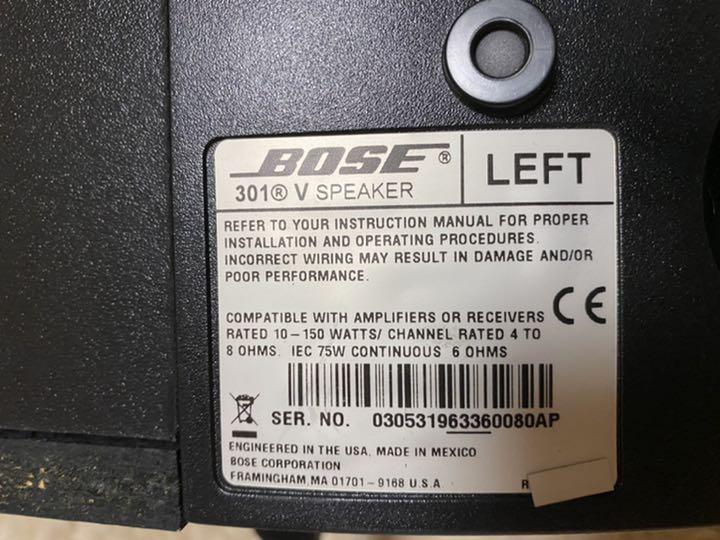 BOSE® LEFT
301® V SPEAKER
REFER TO YOUR INSTRUCTION MANUAL FOR PROPER
INSTALLATION AND OPERATING PROCEDURES.
INCORRECT WIRING MAY RESULT IN DAMAGE AND/OR
POOR PERFORMANCE.
COMPATIBLE WITH AMPLIFIERS OR RECEIVERS CE
RATED 10-150 WATTS/ CHANNEL RATED 4 TO
8 OHMS. IEC 75W CONTINUOUS 6 OHMS
SER. NO. 030531963360080AP
ENGINEERED IN THE USA, MADE IN MEXICO
BOSE CORPORATION
FRAMINGHAM, MA 01701-9168 U.S.A